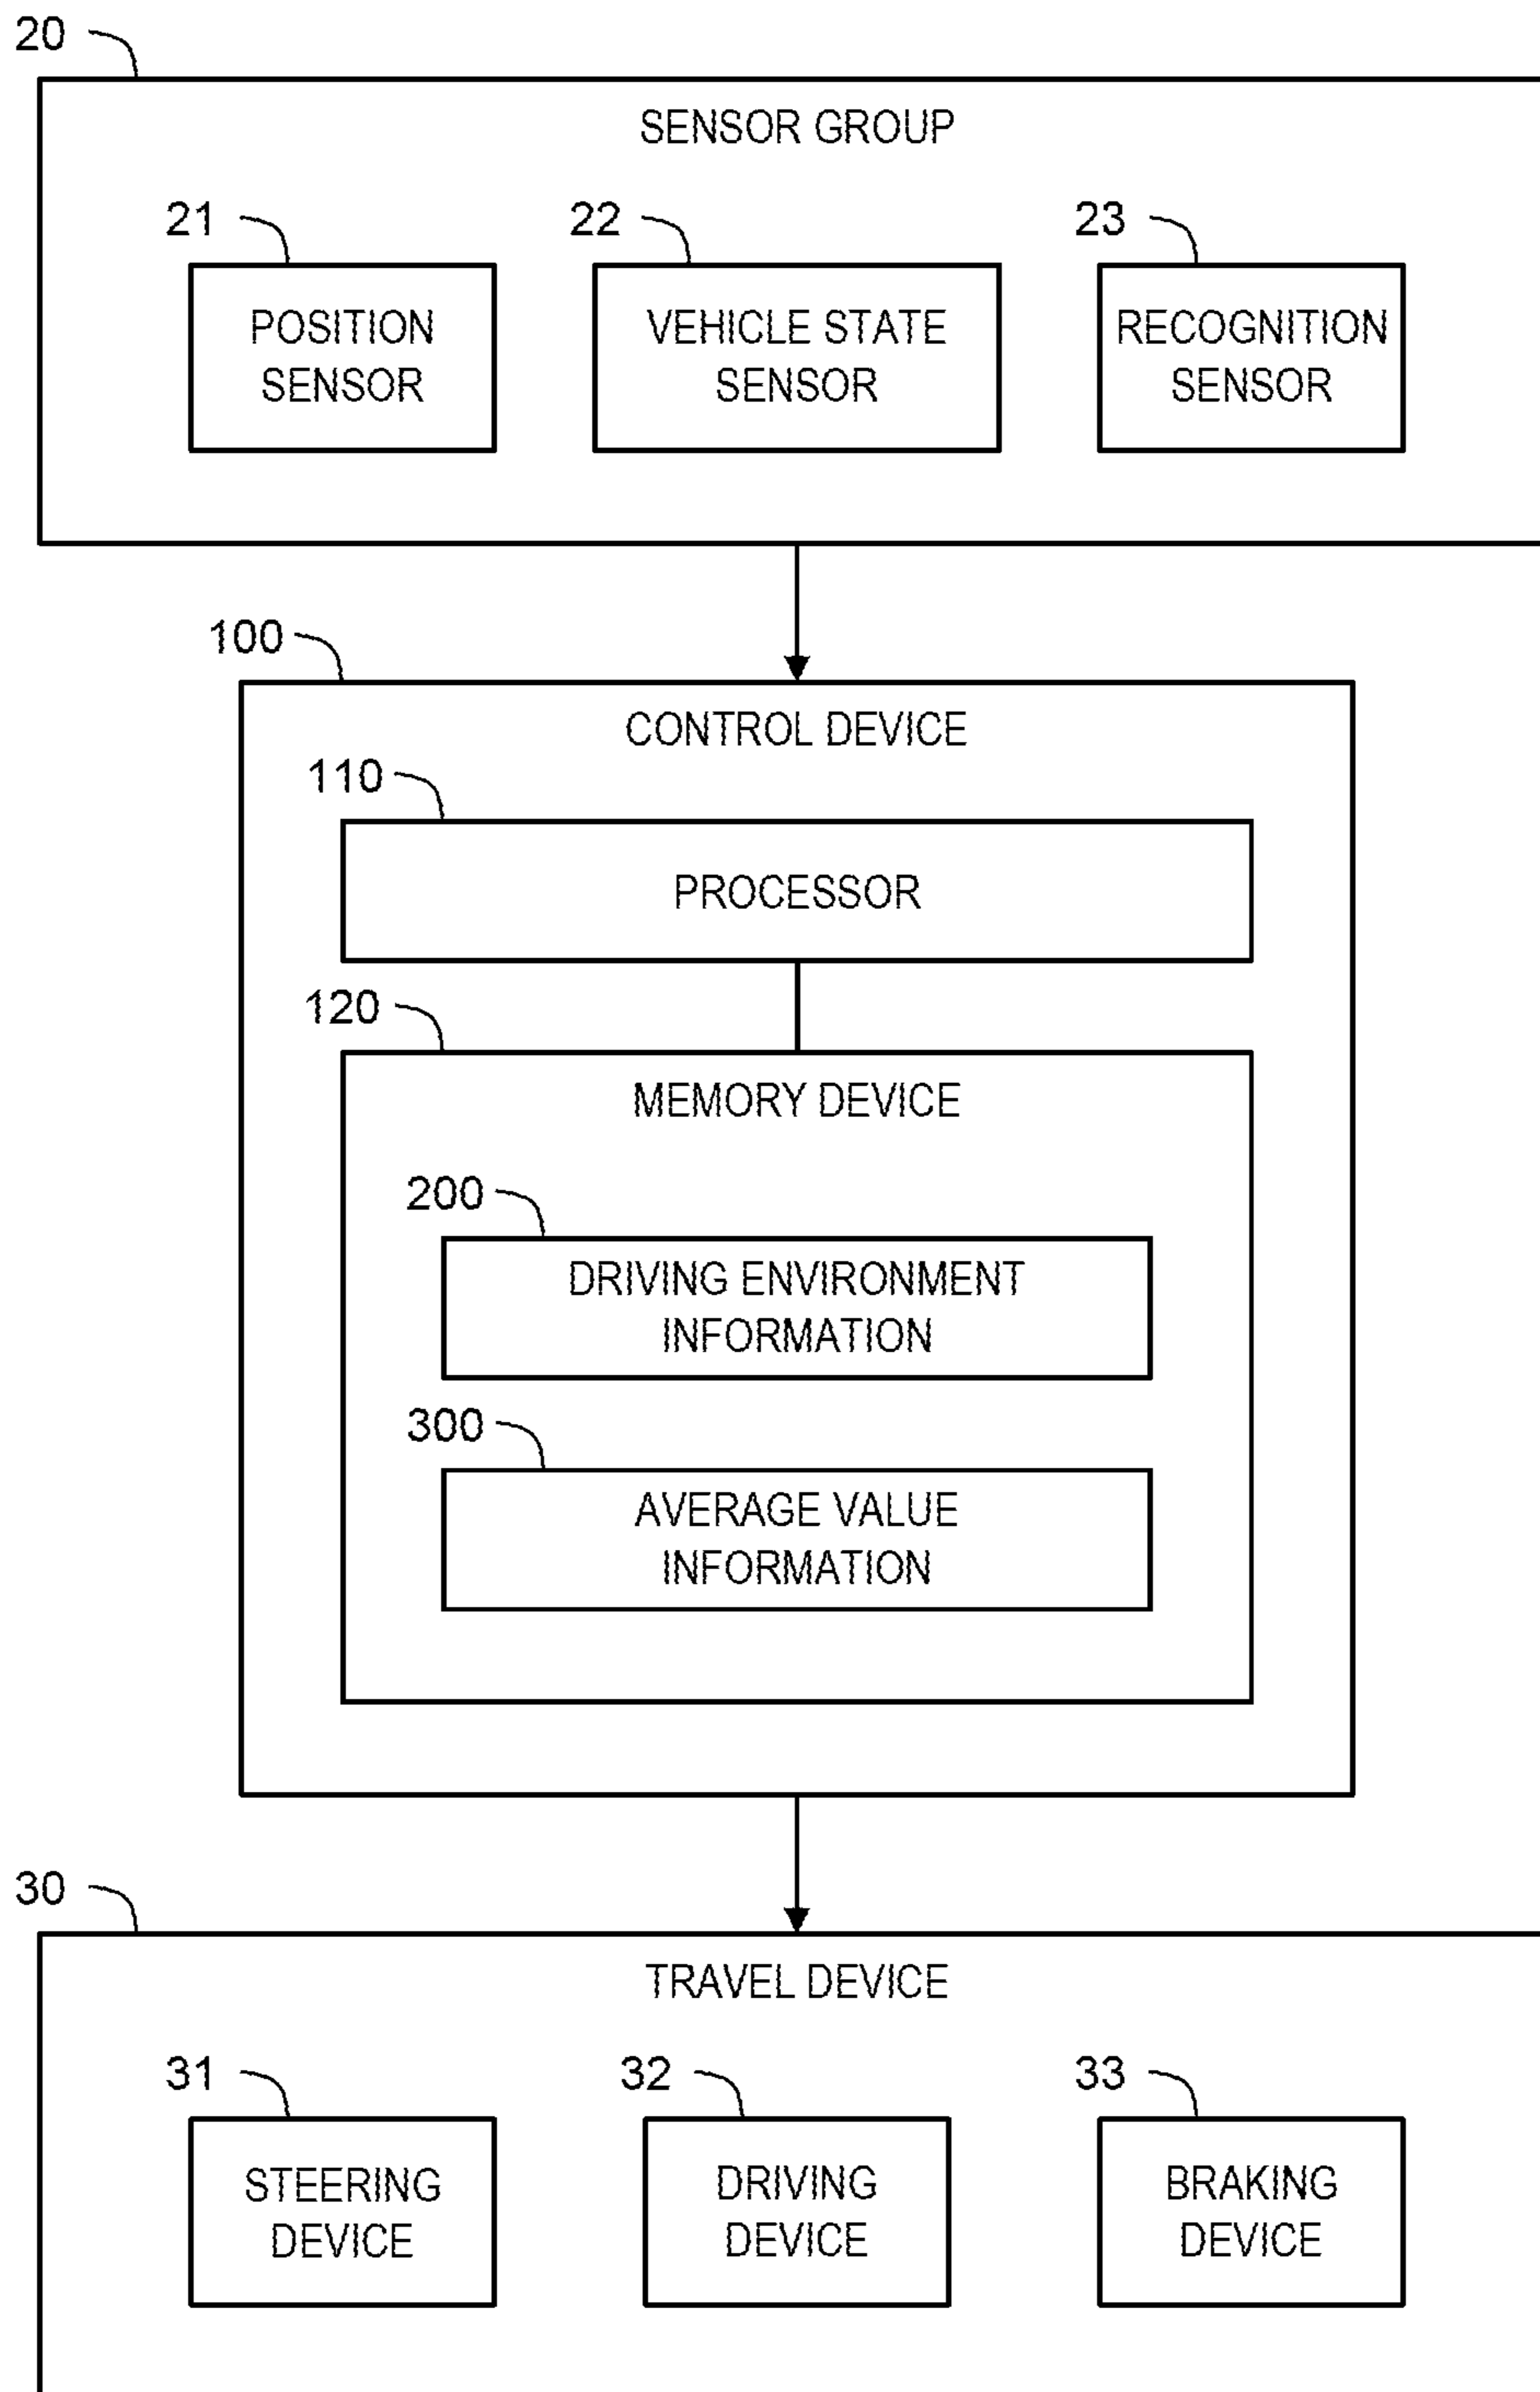 20
SENSOR GROUP
21
22
23
POSITION
SENSOR
VEHICLE STATE
SENSOR
RECOGNITION
SENSOR
100
CONTROL DEVICE
110
PROCESSOR
120
MEMORY DEVICE
200
DRIVING ENVIRONMENT
INFORMATION
300
AVERAGE VALUE
INFORMATION
30
TRAVEL DEVICE
31
32
33
STEERING
DEVICE
DRIVING
DEVICE
BRAKING
DEVICE